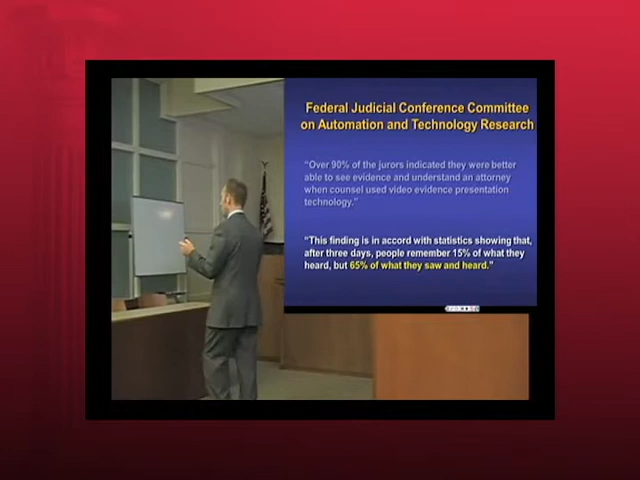 Federal Judicial Conference Committee
on Automation and Technology Research
"Over 90% of the jurors indicated they were better
able to see evidence and understand an attorney
when counsel used video evidence presentation
technology."
"This finding is in accord with statistics showing that,
after three days, people remember 15% of what they
heard, but 65% of what they saw and heard."